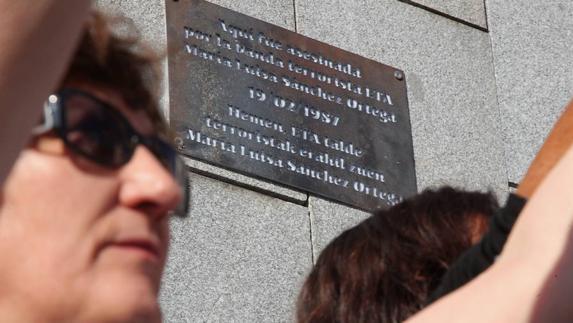 Aquí fue asesinada
por la banda terrorista ETA
María Luisa Sánchez Ortega
19/02/1987
Hemen, ETA talde
terroristak erahil zuen
María Luisa Sánchez Ortega